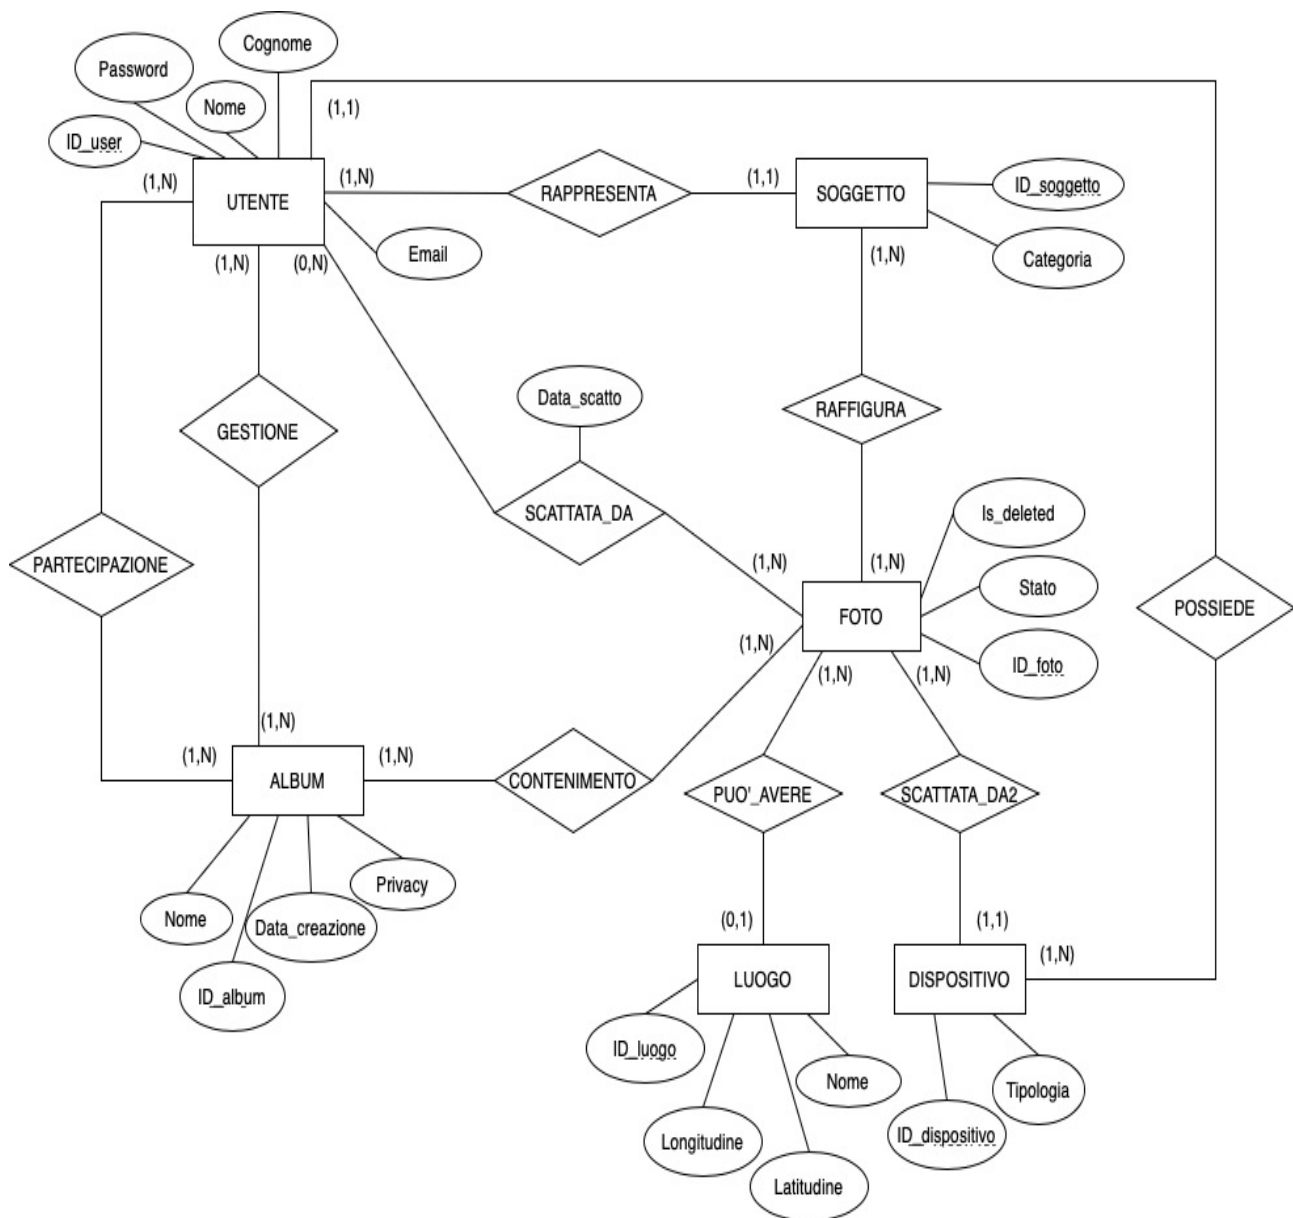 Cognome
Password
Nome
(1,1)
ID_user
(1,N)
(1,N)
RAPPRESENTA
(1,1)
SOGGETTO
ID_soggetto
UTENTE
Email
(1,N)
(0,N)
(1,N)
Categoria
Data_scatto
RAFFIGURA
GESTIONE
SCATTATA_DA
Is_deleted
PARTECIPAZIONE
(1,N)
(1,N)
Stato
POSSIEDE
FOTO
(1,N)
ID_foto
(1,N)
(1,N)
(1,N)
(1,N)
(1,N)
ALBUM
CONTENIMENTO
PUO'_AVERE
SCATTATA_DA2
Privacy
Nome
Data_creazione
(0,1)
(1,1)
(1,N)
ID_album
LUOGO
DISPOSITIVO
ID_luogo
Nome
Tipologia
Longitudine
ID_dispositivo
Latitudine